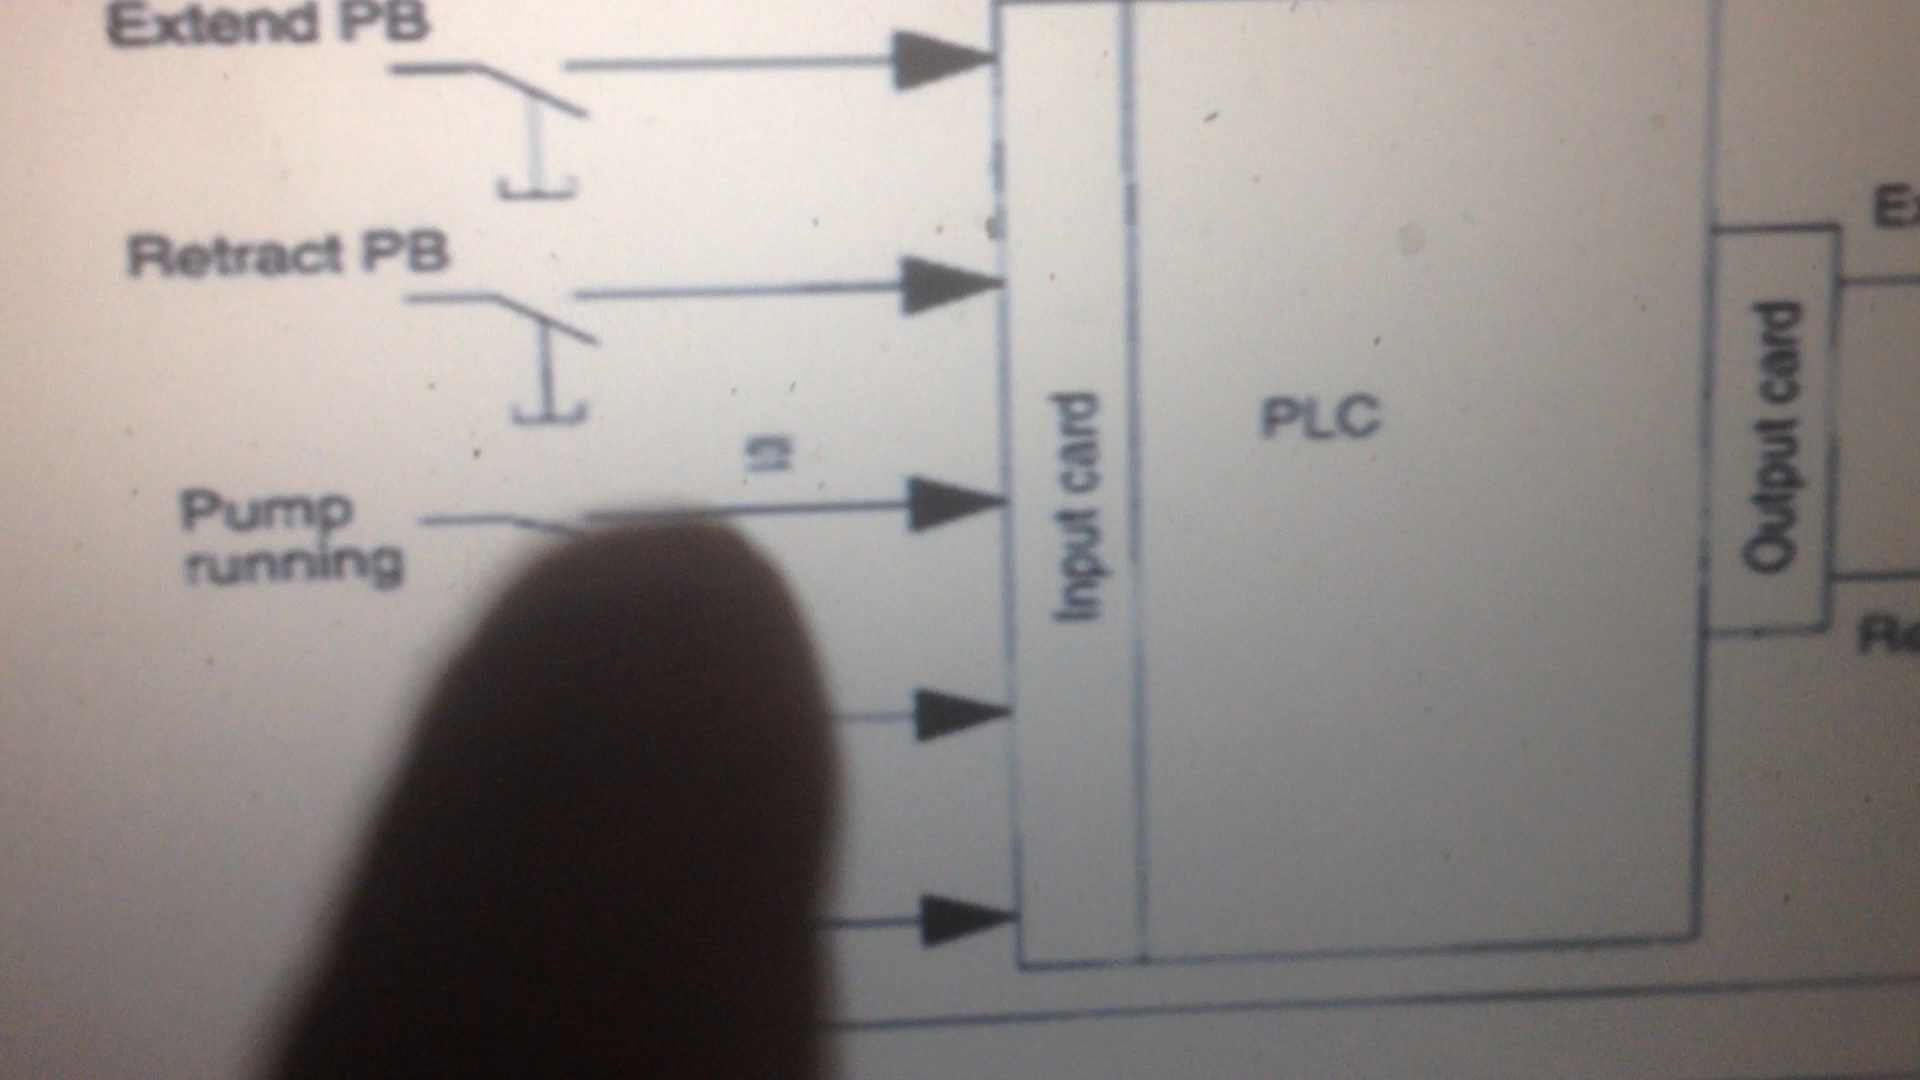 Extend PB
Retract PB
Pump
running
Input card
PLC
Output card